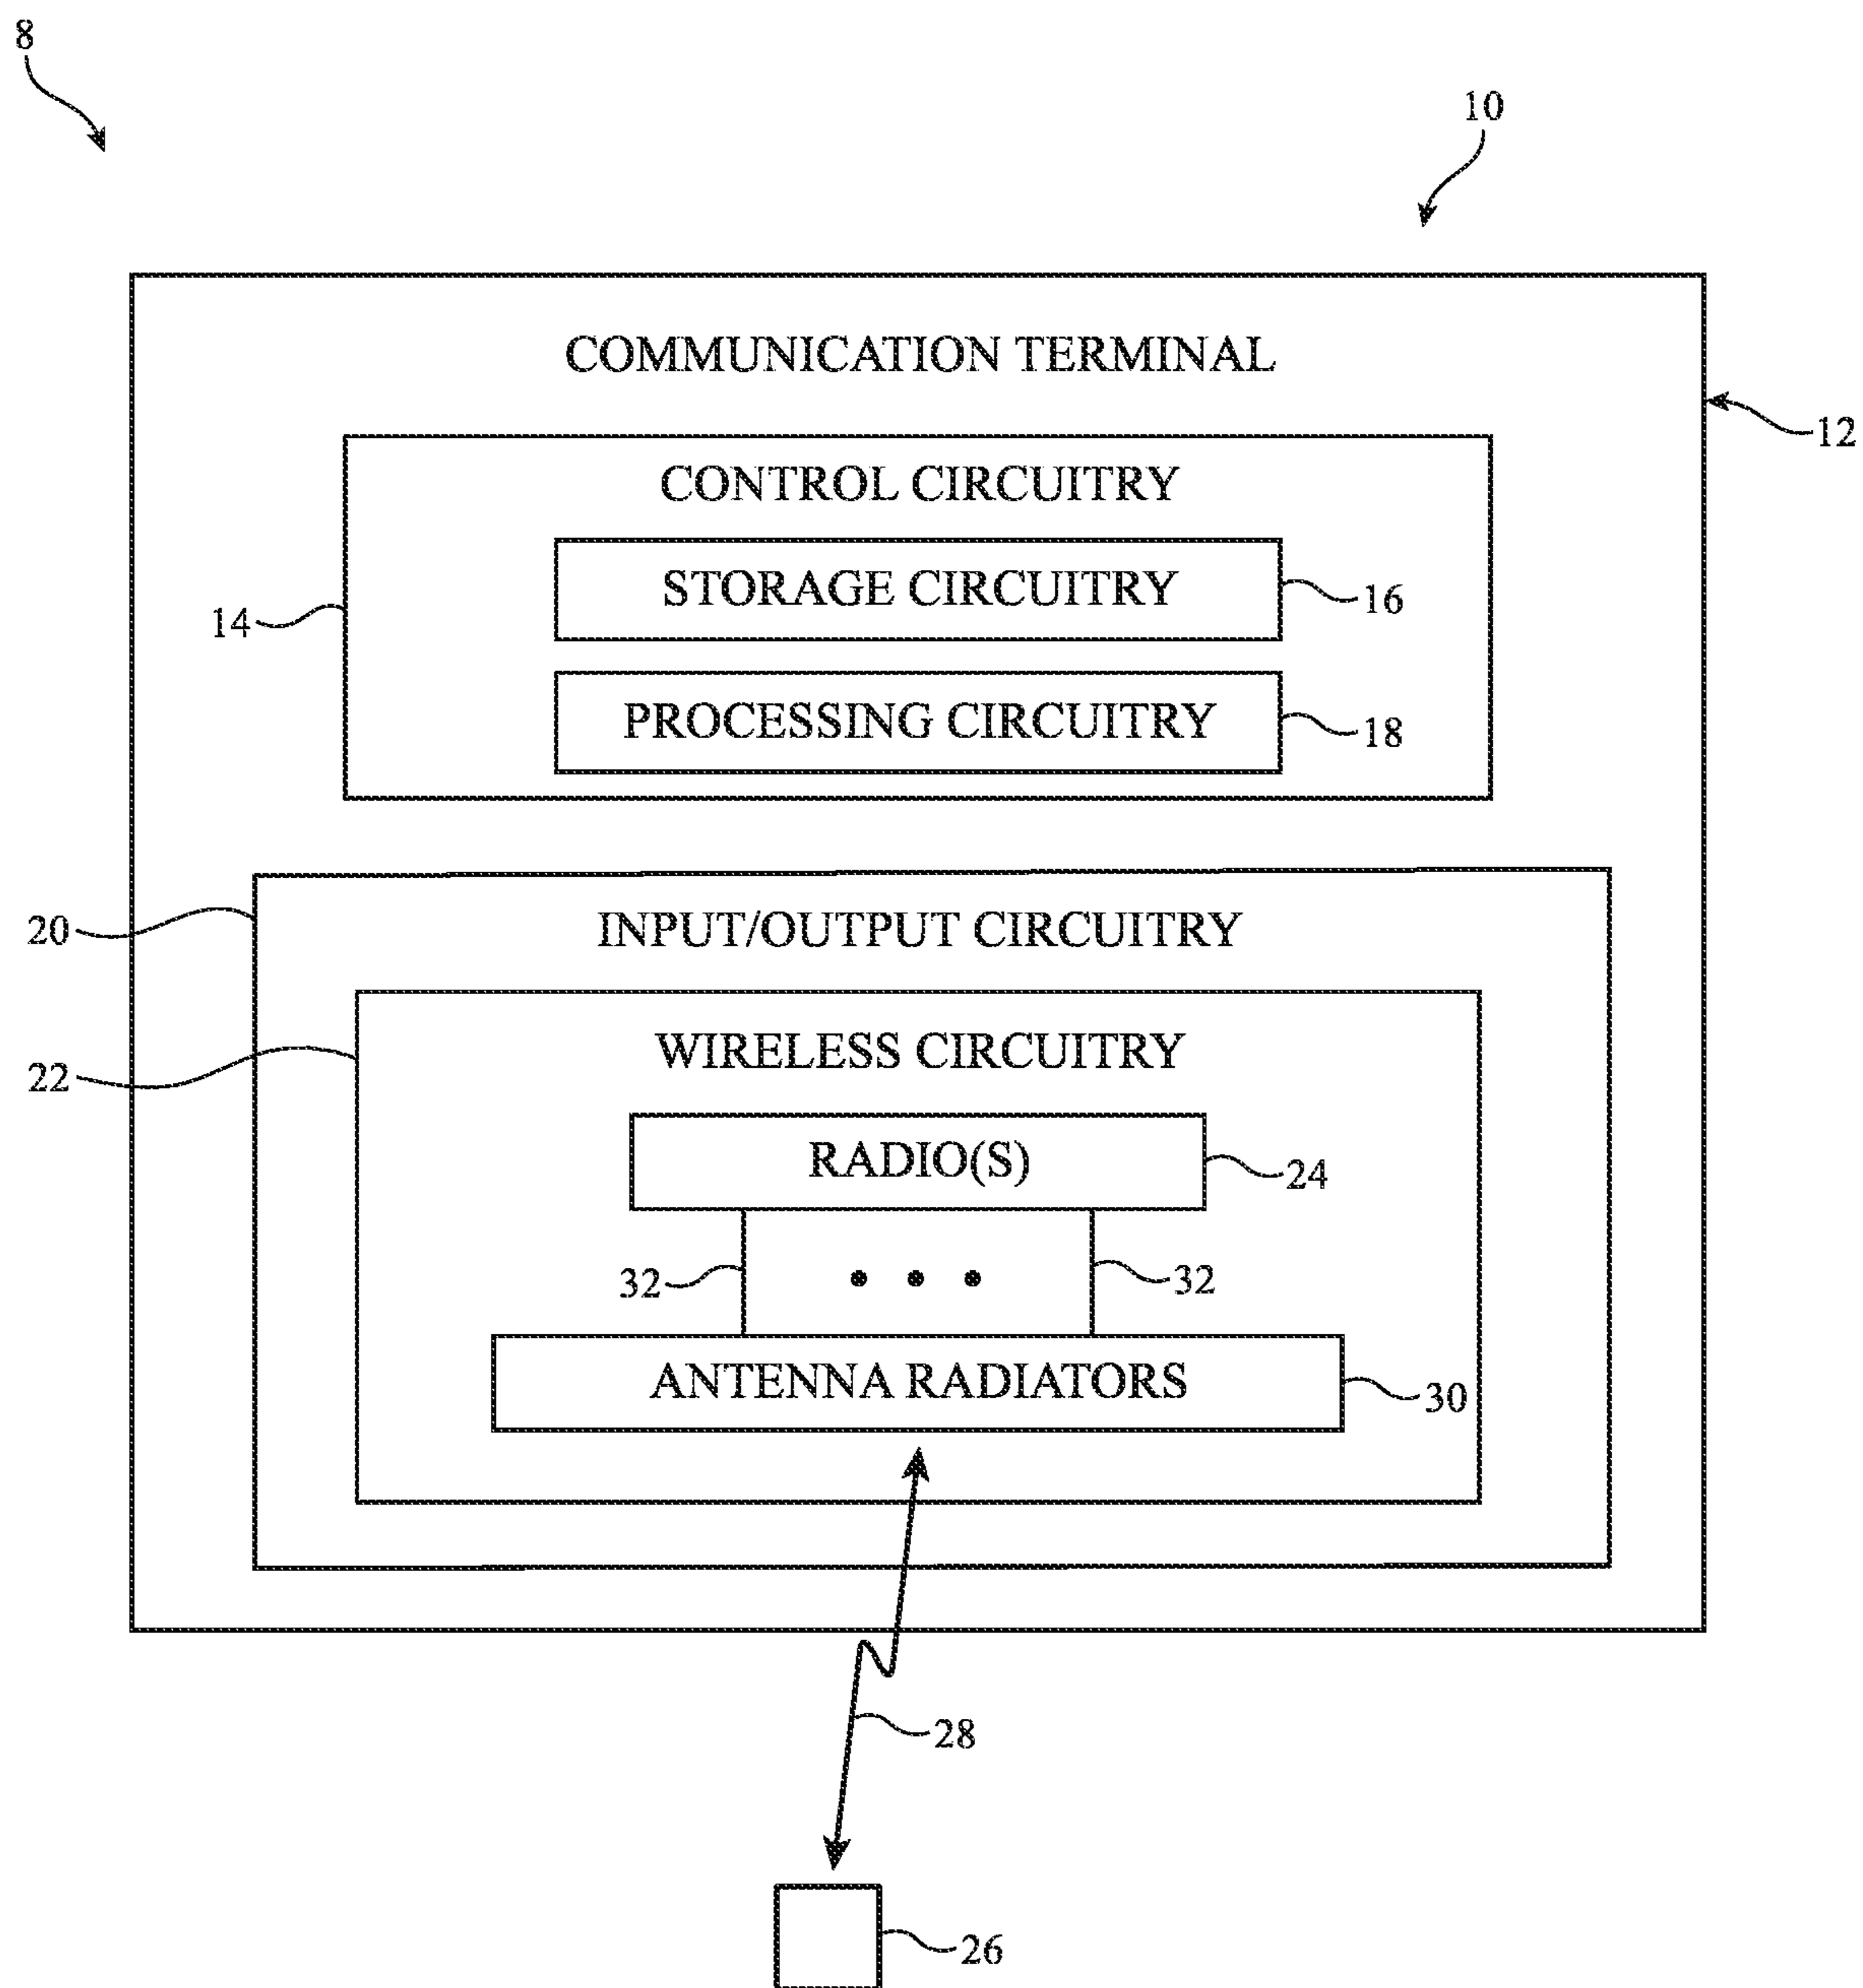 8
10
COMMUNICATION TERMINAL
12
CONTROL CIRCUITRY
STORAGE CIRCUITRY
16
14
PROCESSING CIRCUITRY
18
20
INPUT/OUTPUT CIRCUITRY
WIRELESS CIRCUITRY
22
RADIO(S)
24
32
32
ANTENNA RADIATORS
30
28
26